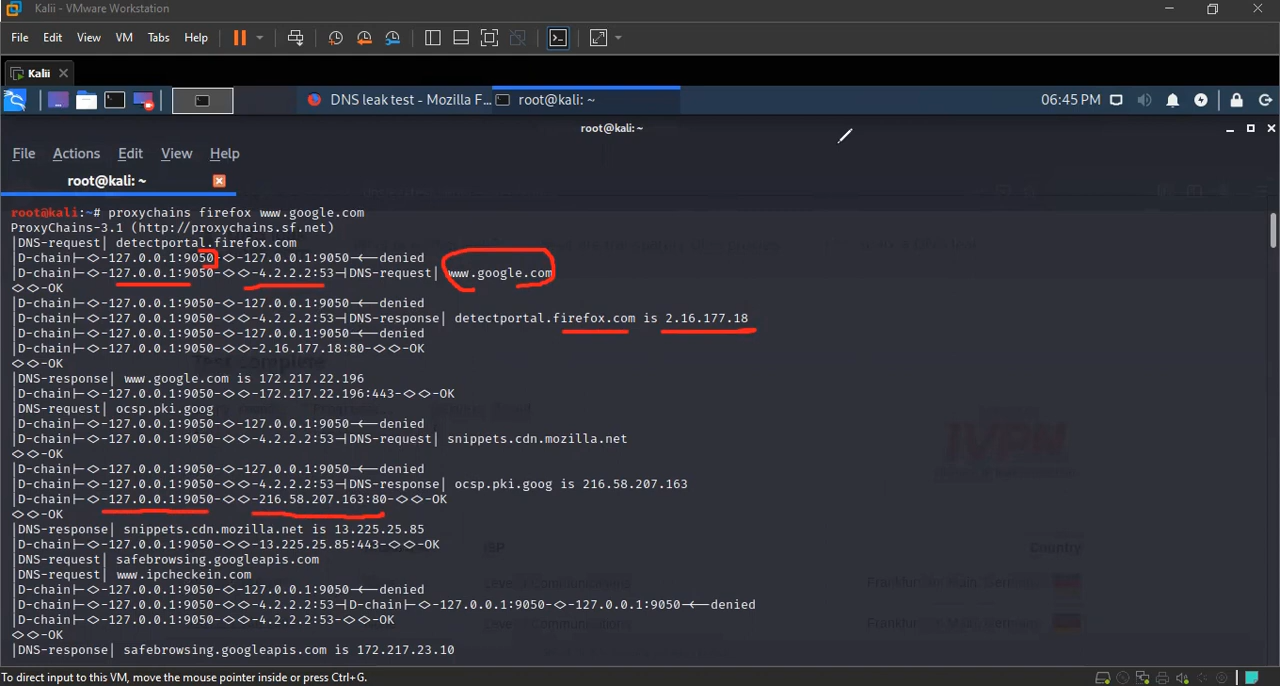 Kalii - VMware Workstation
File Edit View VM Tabs Help
Kalii
DNS leak test - Mozilla F... root@kali: ~ 06:45 PM
root@kali: ~
File Actions Edit View Help
root@kali: ~
root@kali:~# proxychains firefox www.google.com
ProxyChains-3.1 (http://proxychains.sf.net)
|DNS-request| detectportal.firefox.com
|D-chain|-<>-127.0.0.1:9050-<>-127.0.0.1:9050-<--denied
|D-chain|-<>-127.0.0.1:9050-<><>-4.2.2.2:53-|DNS-request| www.google.com
<><>-OK
|D-chain|-<>-127.0.0.1:9050-<>-127.0.0.1:9050-<--denied
|D-chain|-<>-127.0.0.1:9050-<><>-4.2.2.2:53-|DNS-response| detectportal.firefox.com is 2.16.177.18
|D-chain|-<>-127.0.0.1:9050-<>-127.0.0.1:9050-<--denied
|D-chain|-<>-127.0.0.1:9050-<><>-2.16.177.18:80-<><>-OK
<><>-OK
|DNS-response| www.google.com is 172.217.22.196
|D-chain|-<>-127.0.0.1:9050-<><>-172.217.22.196:443-<><>-OK
|DNS-request| ocsp.pki.goog
|D-chain|-<>-127.0.0.1:9050-<>-127.0.0.1:9050-<--denied
|D-chain|-<>-127.0.0.1:9050-<><>-4.2.2.2:53-|DNS-request| snippets.cdn.mozilla.net
<><>-OK
|D-chain|-<>-127.0.0.1:9050-<>-127.0.0.1:9050-<--denied
|D-chain|-<>-127.0.0.1:9050-<><>-4.2.2.2:53-|DNS-response| ocsp.pki.goog is 216.58.207.163
|D-chain|-<>-127.0.0.1:9050-<><>-216.58.207.163:80-<><>-OK
<><>-OK
|DNS-response| snippets.cdn.mozilla.net is 13.225.25.85
|D-chain|-<>-127.0.0.1:9050-<><>-13.225.25.85:443-<><>-OK
|DNS-request| safebrowsing.googleapis.com
|DNS-request| www.ipcheckein.com
|D-chain|-<>-127.0.0.1:9050-<>-127.0.0.1:9050-<--denied
|D-chain|-<>-127.0.0.1:9050-<><>-4.2.2.2:53-|D-chain|-<>-127.0.0.1:9050-<>-127.0.0.1:9050-<--denied
|D-chain|-<>-127.0.0.1:9050-<><>-4.2.2.2:53-<><>-OK
<><>-OK
|DNS-response| safebrowsing.googleapis.com is 172.217.23.10
IVPN
ISP Country
To direct input to this VM, move the mouse pointer inside or press Ctrl+G.